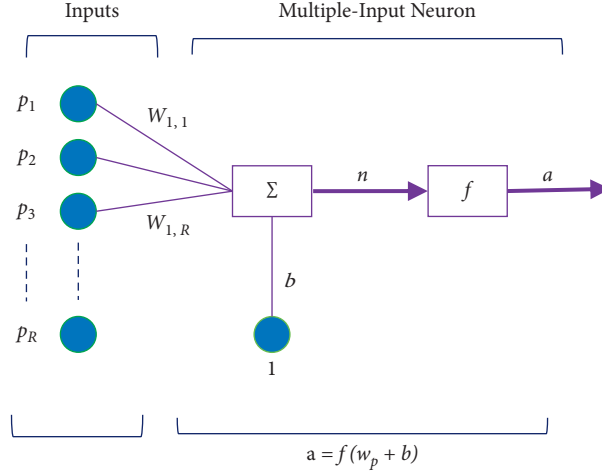 Inputs
Multiple-Input Neuron
p1
W1, 1
p2
p3
W1, R
Σ
n
f
a
b
pR
1
a = f (wp + b)